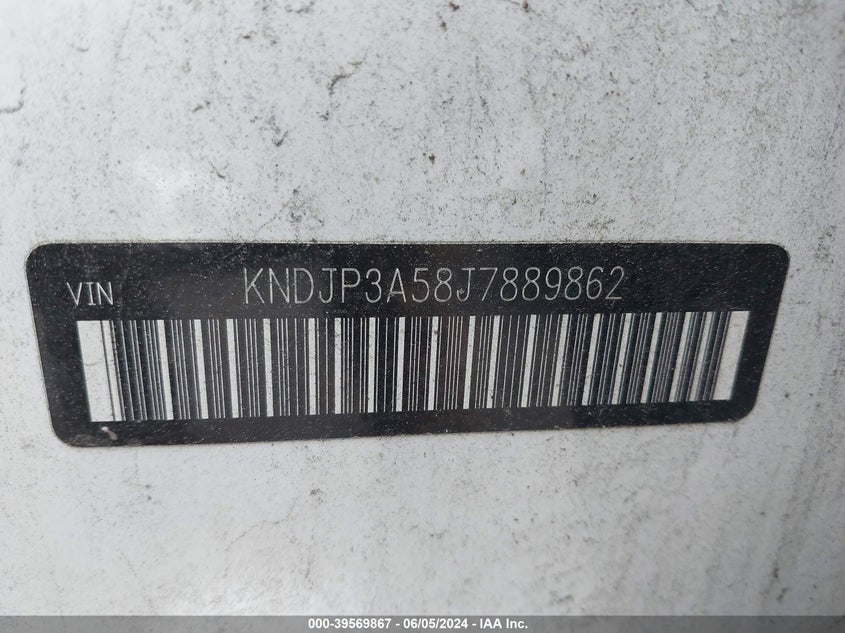 VIN KNDJP3A58J7889862
000-39569867 - 06/05/2024 - IAA Inc.